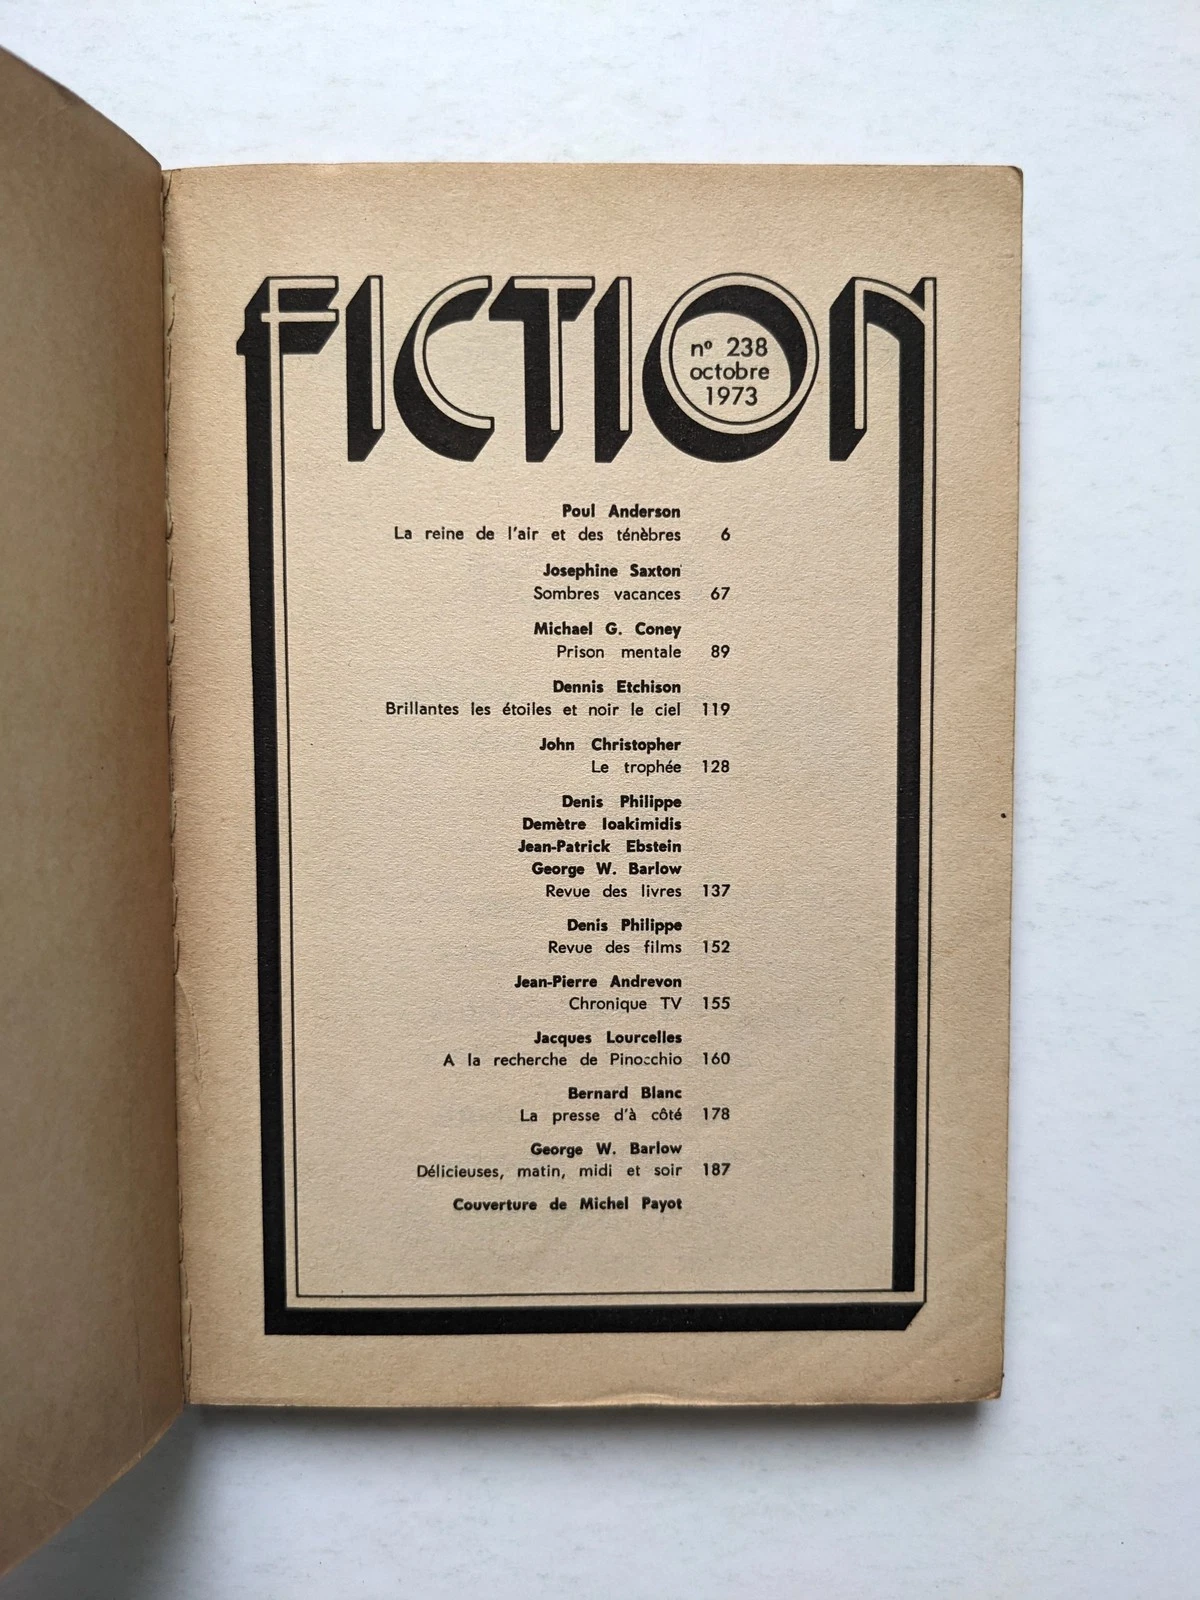 FICTION
nº 238
octobre
1973
Poul Anderson
La reine de l'air et des ténèbres 6
Josephine Saxton
Sombres vacances 67
Michael G. Coney
Prison mentale 89
Dennis Etchison
Brillantes les étoiles et noir le ciel 119
John Christopher
Le trophée 128
Denis Philippe
Demètre Ioakimidis
Jean-Patrick Ebstein
George W. Barlow
Revue des livres 137
Denis Philippe
Revue des films 152
Jean-Pierre Andrevon
Chronique TV 155
Jacques Lourcelles
A la recherche de Pinocchio 160
Bernard Blanc
La presse d'à côté 178
George W. Barlow
Délicieuses, matin, midi et soir 187
Couverture de Michel Payot